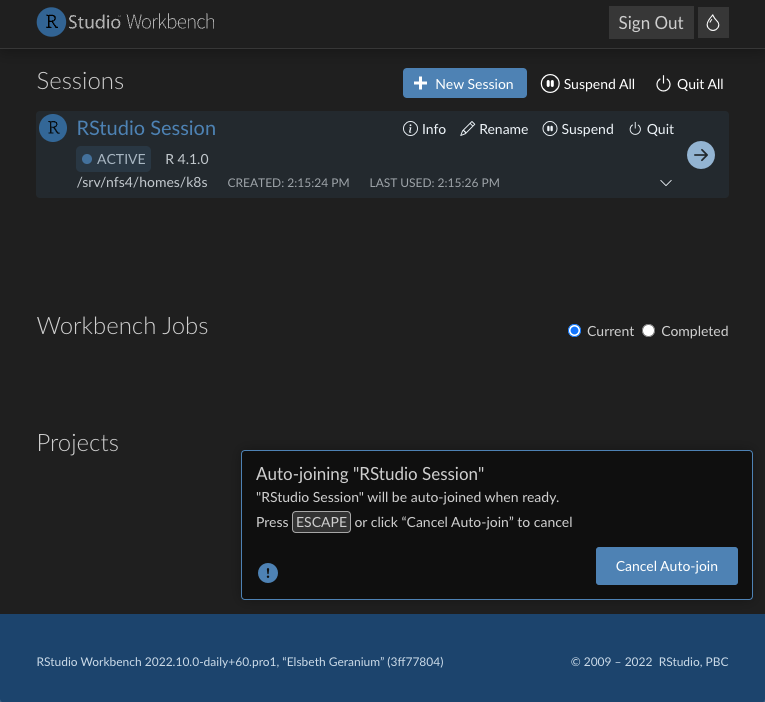 R Studio Workbench
Sign Out
Sessions
New Session
Suspend All
Quit All
R RStudio Session
Info
Rename
Suspend
Quit
ACTIVE R 4.1.0
/srv/nfs4/homes/k8s CREATED: 2:15:24 PM LAST USED: 2:15:26 PM
Workbench Jobs
Current
Completed
Projects
Auto-joining "RStudio Session"
"RStudio Session" will be auto-joined when ready.
Press ESCAPE or click “Cancel Auto-join” to cancel
Cancel Auto-join
RStudio Workbench 2022.10.0-daily+60.pro1, “Elsbeth Geranium” (3ff77804)
© 2009 – 2022 RStudio, PBC